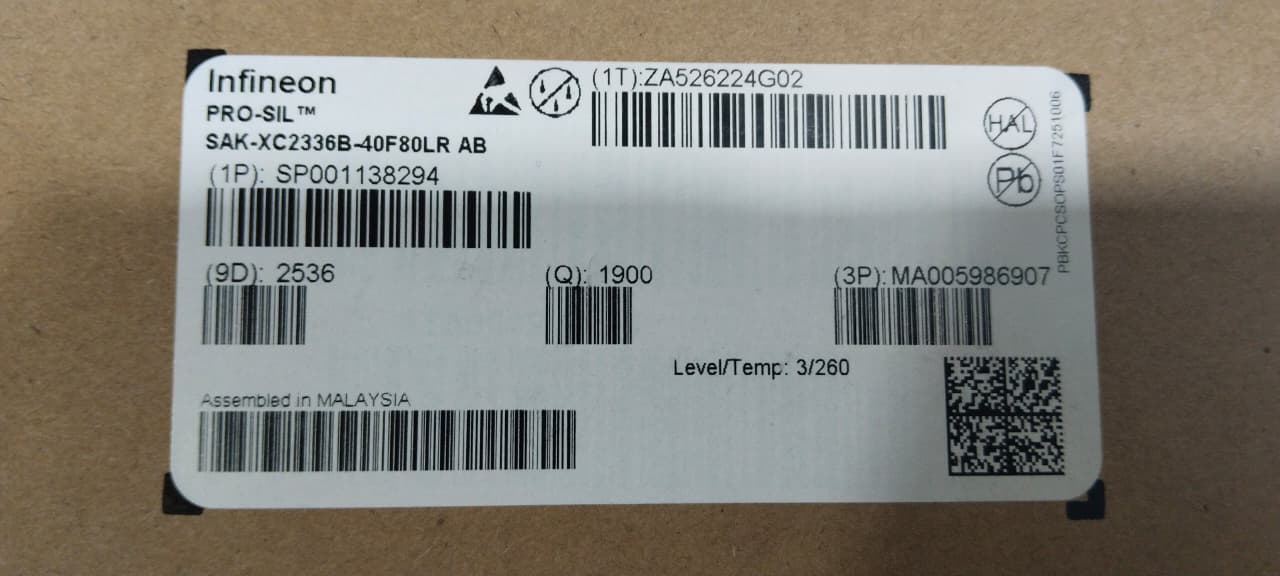 Infineon
PRO-SIL™
SAK-XC2336B-40F80LR AB
(1P): SP001138294
(1T):ZA526224G02
HAL
Pb
PBKCPCSOPS01F7251006
(9D): 2536
(Q): 1900
(3P): MA005986907
Level/Temp: 3/260
Assembled in MALAYSIA